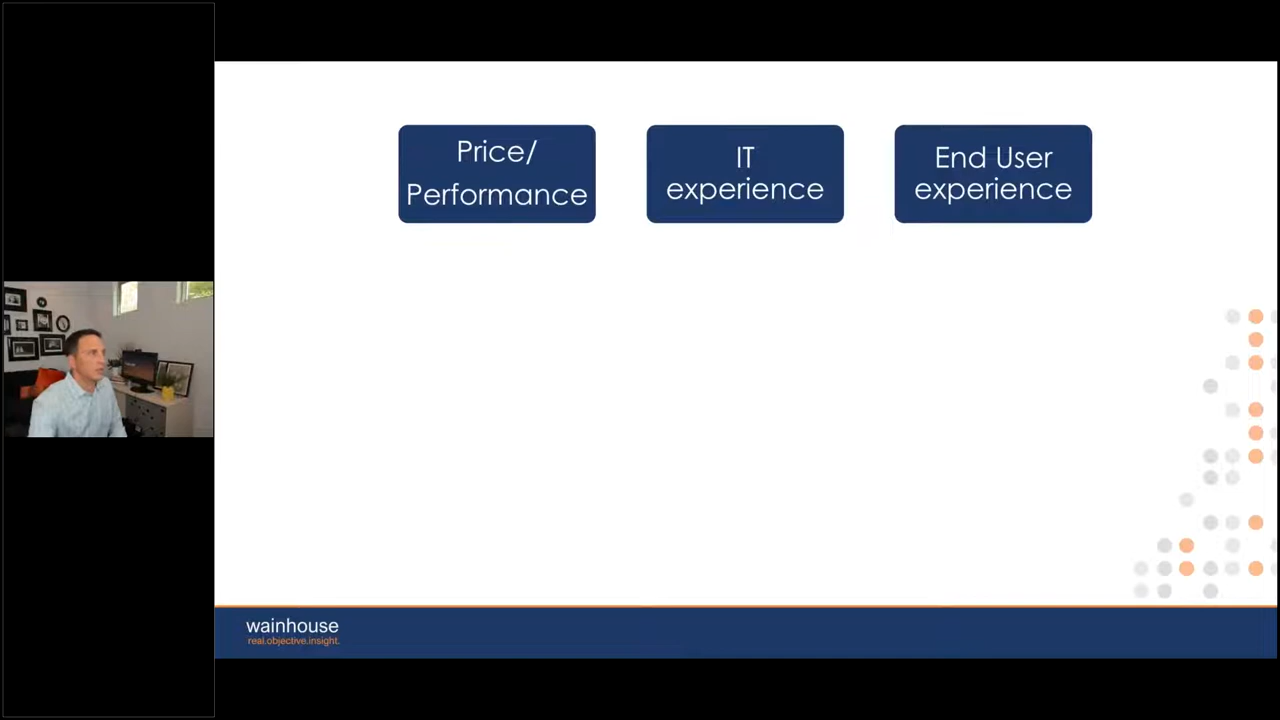 Price/
Performance
IT
experience
End User
experience
wainhouse
real.objective.insight.